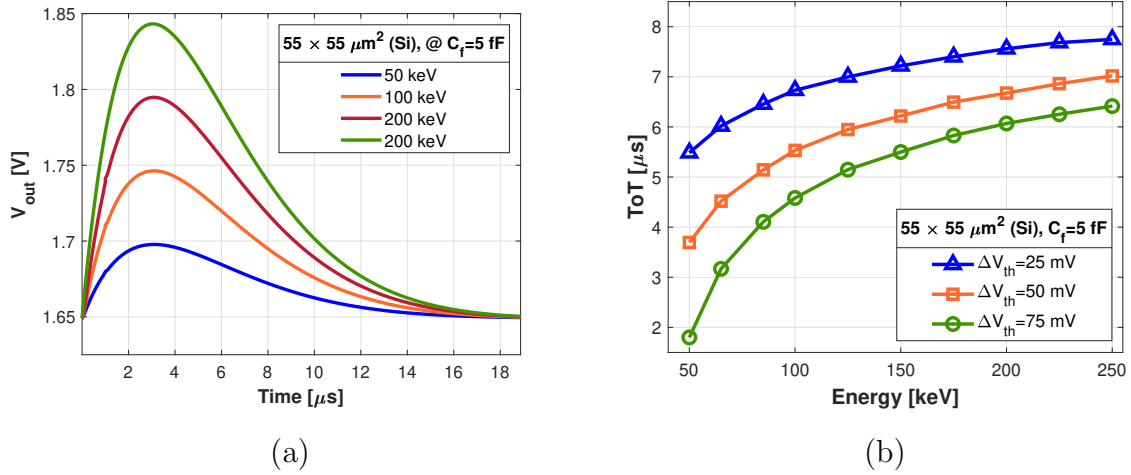 1.85
1.8
1.75
1.7
1.65
V_out [V]
2 4 6 8 10 12 14 16 18
Time [μs]
55 × 55 μm² (Si), @ C_f=5 fF
50 keV
100 keV
200 keV
200 keV
(a)
8
7
6
5
4
3
2
ToT [μs]
50 100 150 200 250
Energy [keV]
55 × 55 μm² (Si), C_f=5 fF
ΔV_th=25 mV
ΔV_th=50 mV
ΔV_th=75 mV
(b)